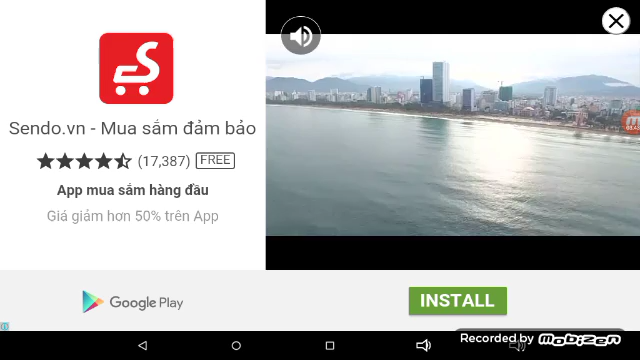 Sendo.vn - Mua sắm đảm bảo
(17,387) FREE
App mua sắm hàng đầu
Giá giảm hơn 50% trên App
Google Play
INSTALL
Recorded by MOBIZEN